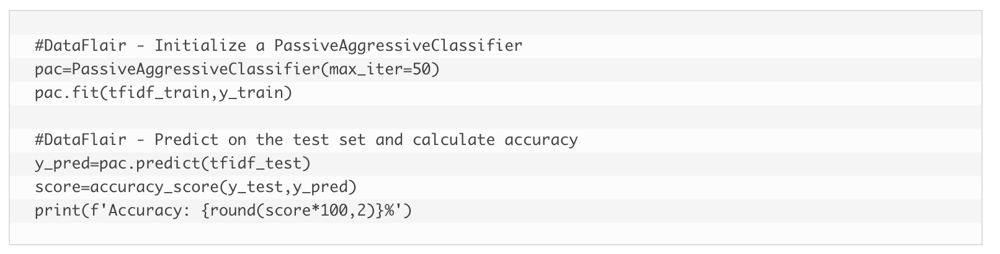 #DataFlair - Initialize a PassiveAggressiveClassifier
pac=PassiveAggressiveClassifier(max_iter=50)
pac.fit(tfidf_train,y_train)
#DataFlair - Predict on the test set and calculate accuracy
y_pred=pac.predict(tfidf_test)
score=accuracy_score(y_test,y_pred)
print(f'Accuracy: {round(score*100,2)}%')